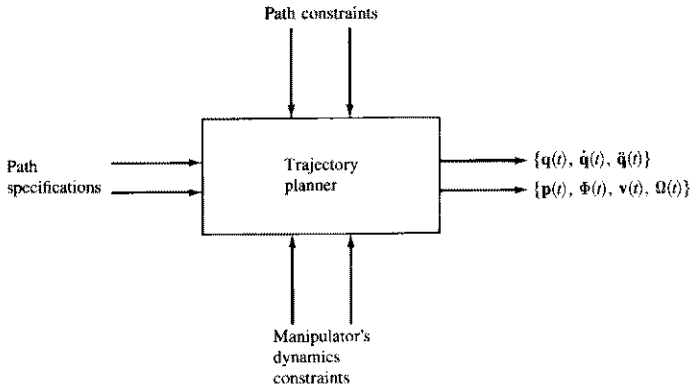 Path constraints
Path
specifications
Trajectory
planner
{q(t), q̇(t), q̈(t)}
{p(t), Φ(t), v(t), Ω(t)}
Manipulator's
dynamics
constraints